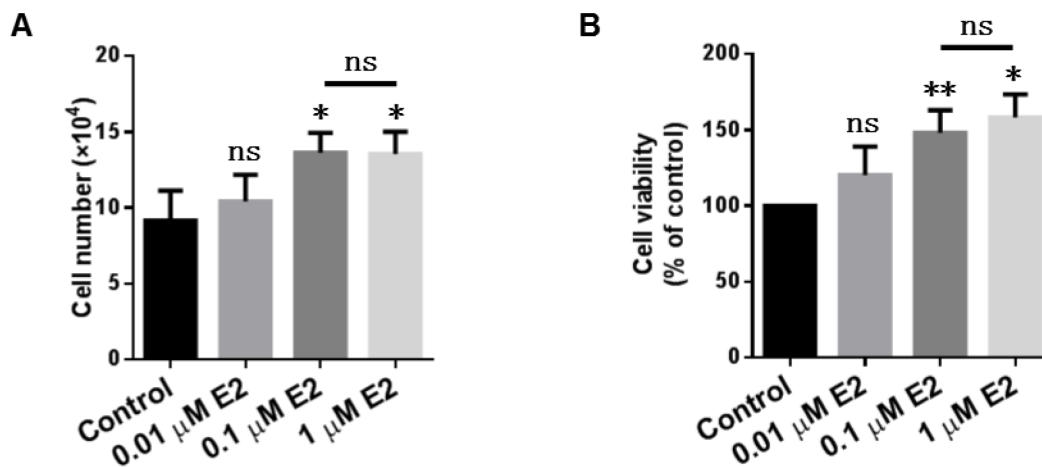 A
Cell number (×10⁴)
20
15
10
5
0
ns
*
*
ns
Control
0.01 μM E2
0.1 μM E2
1 μM E2
B
Cell viability
(% of control)
200
150
100
50
0
ns
**
*
ns
Control
0.01 μM E2
0.1 μM E2
1 μM E2